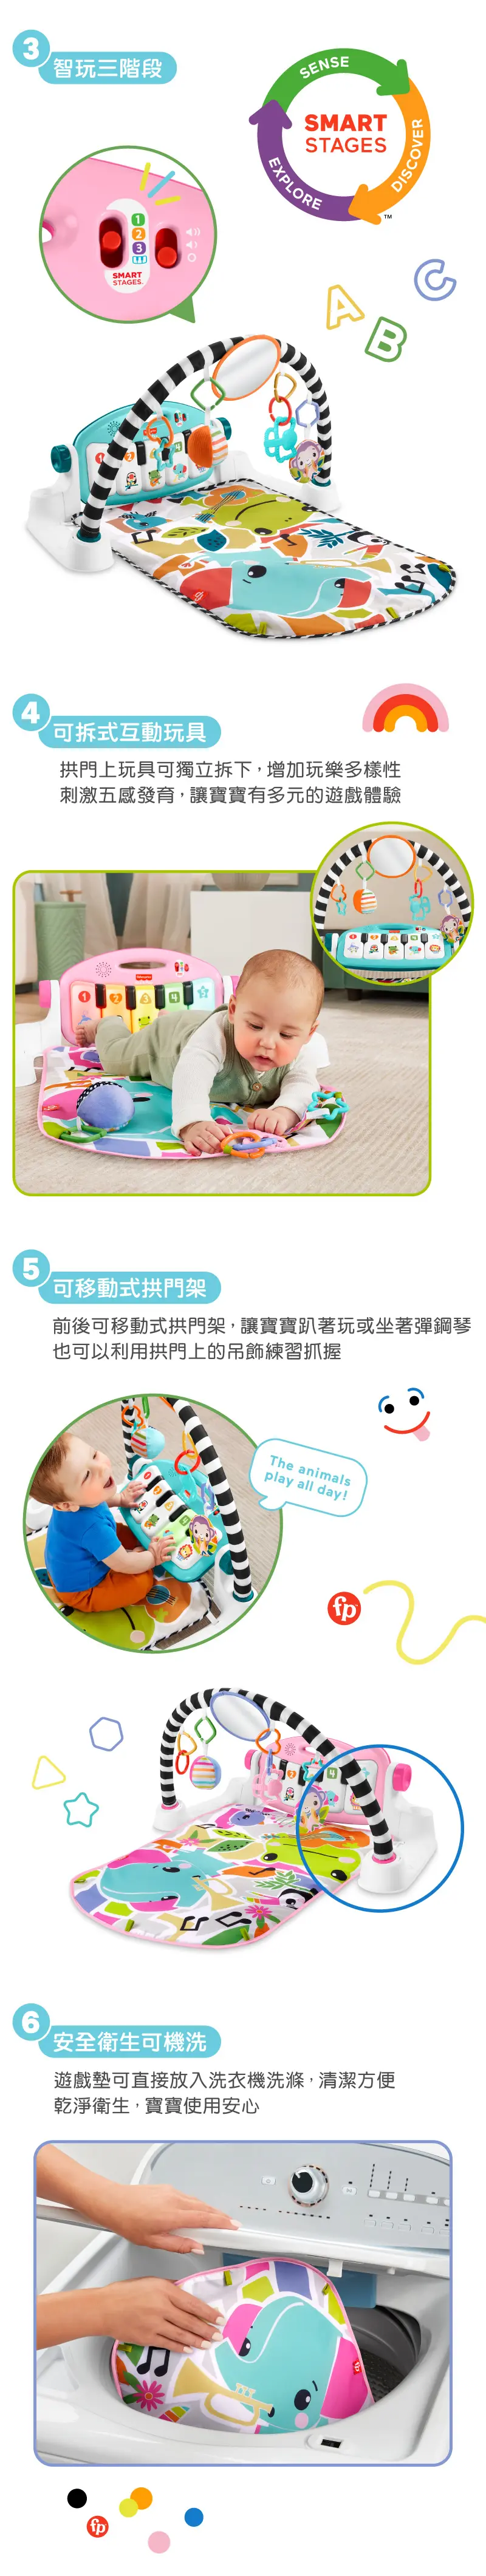 3
智玩三階段
SENSE
DISCOVER
EXPLORE
SMART
STAGES
TM
1
2
3
SMART
STAGES
4
可拆式互動玩具
拱門上玩具可獨立拆下，增加玩樂多樣性
刺激五感發育，讓寶寶有多元的遊戲體驗
1
2
3
4
5
5
可移動式拱門架
前後可移動式拱門架，讓寶寶趴著玩或坐著彈鋼琴
也可以利用拱門上的吊飾練習抓握
The animals
play all day!
fp
6
安全衛生可機洗
遊戲墊可直接放入洗衣機洗滌，清潔方便
乾淨衛生，寶寶使用安心
fp